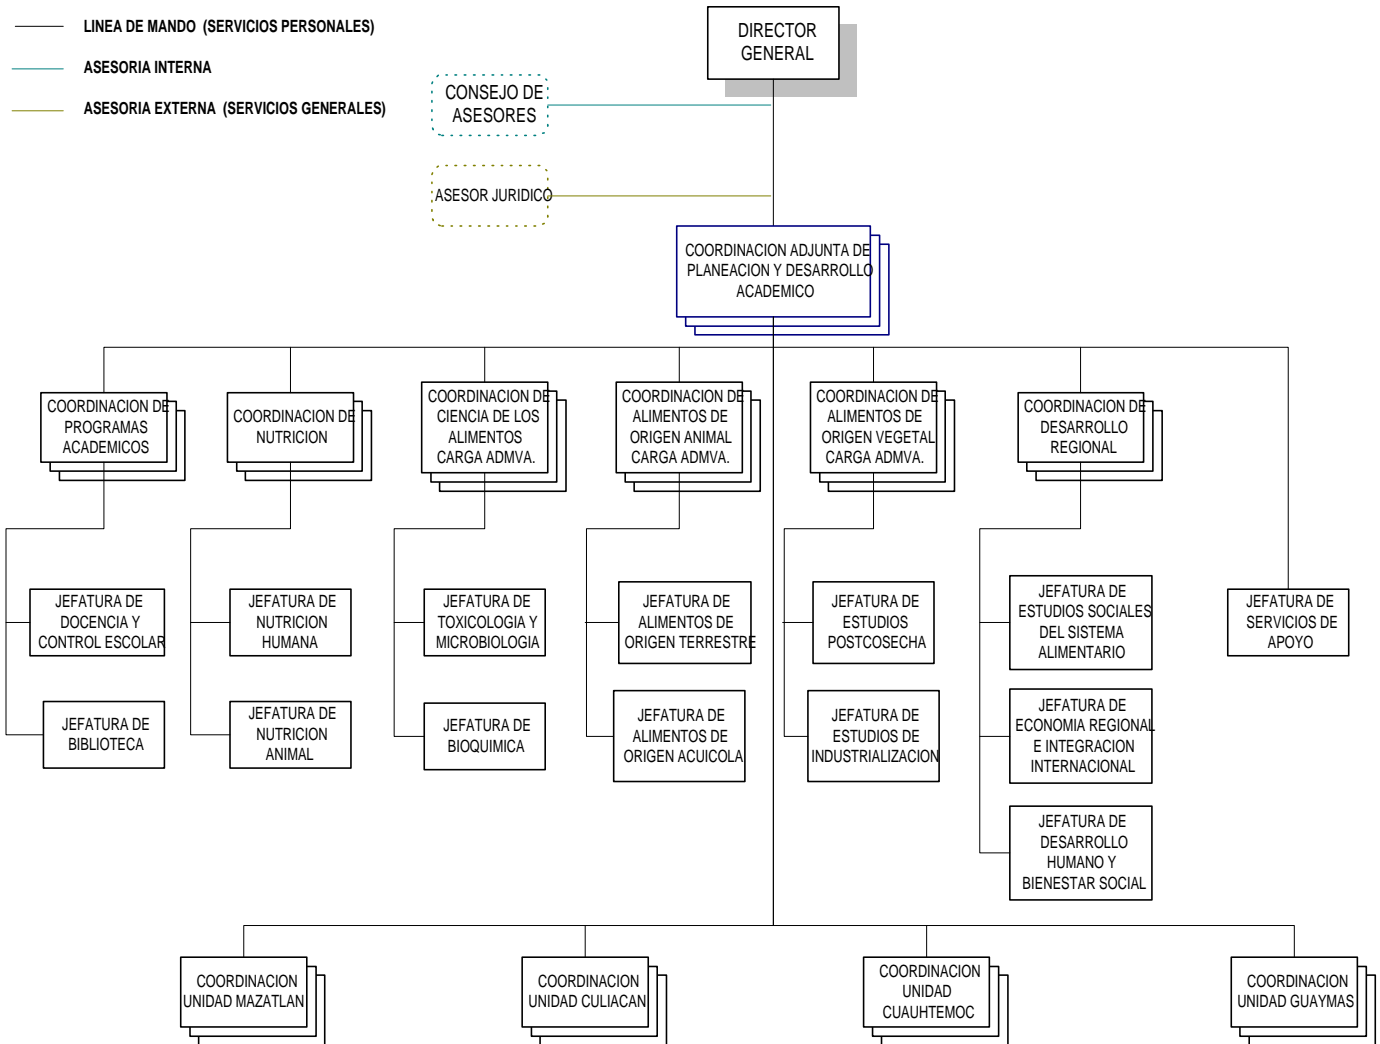 LINEA DE MANDO (SERVICIOS PERSONALES)
ASESORIA INTERNA
ASESORIA EXTERNA (SERVICIOS GENERALES)
DIRECTOR
GENERAL
CONSEJO DE
ASESORES
ASESOR JURIDICO
COORDINACION ADJUNTA DE
PLANEACION Y DESARROLLO
ACADEMICO
COORDINACION DE
PROGRAMAS
ACADEMICOS
COORDINACION DE
NUTRICION
COORDINACION DE
CIENCIA DE LOS
ALIMENTOS
CARGA ADMVA.
COORDINACION DE
ALIMENTOS DE
ORIGEN ANIMAL
CARGA ADMVA.
COORDINACION DE
ALIMENTOS DE
ORIGEN VEGETAL
CARGA ADMVA.
COORDINACION DE
DESARROLLO
REGIONAL
JEFATURA DE
DOCENCIA Y
CONTROL ESCOLAR
JEFATURA DE
NUTRICION
HUMANA
JEFATURA DE
TOXICOLOGIA Y
MICROBIOLOGIA
JEFATURA DE
ALIMENTOS DE
ORIGEN TERRESTRE
JEFATURA DE
ESTUDIOS
POSTCOSECHA
JEFATURA DE
ESTUDIOS SOCIALES
DEL SISTEMA
ALIMENTARIO
JEFATURA DE
SERVICIOS DE
APOYO
JEFATURA DE
BIBLIOTECA
JEFATURA DE
NUTRICION
ANIMAL
JEFATURA DE
BIOQUIMICA
JEFATURA DE
ALIMENTOS DE
ORIGEN ACUICOLA
JEFATURA DE
ESTUDIOS DE
INDUSTRIALIZACION
JEFATURA DE
ECONOMIA REGIONAL
E INTEGRACION
INTERNACIONAL
JEFATURA DE
DESARROLLO
HUMANO Y
BIENESTAR SOCIAL
COORDINACION
UNIDAD MAZATLAN
COORDINACION
UNIDAD CULIACAN
COORDINACION
UNIDAD
CUAUHTEMOC
COORDINACION
UNIDAD GUAYMAS